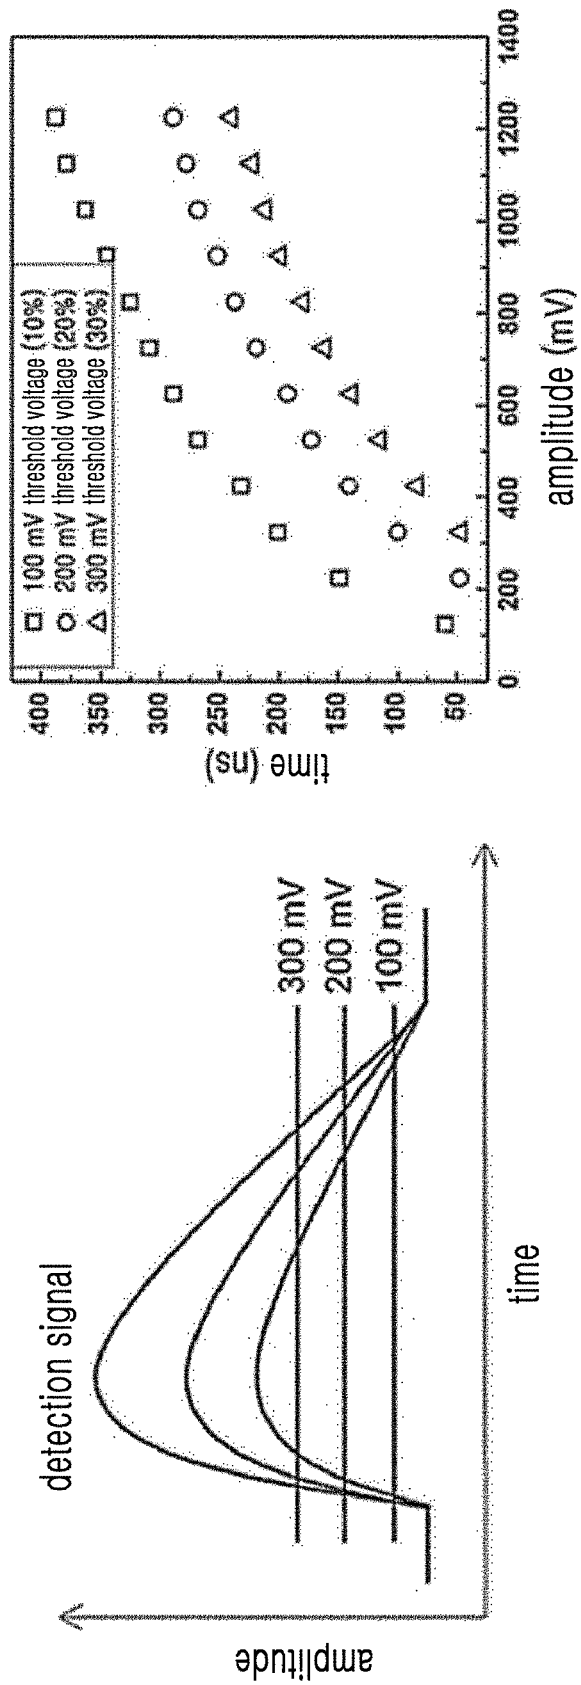 detection signal
amplitude
300 mV
200 mV
100 mV
time
100 mV threshold voltage (10%)
200 mV threshold voltage (20%)
300 mV threshold voltage (30%)
time (ns)
400
350
300
250
200
150
100
50
0
200
400
600
800
1000
1200
1400
amplitude (mV)